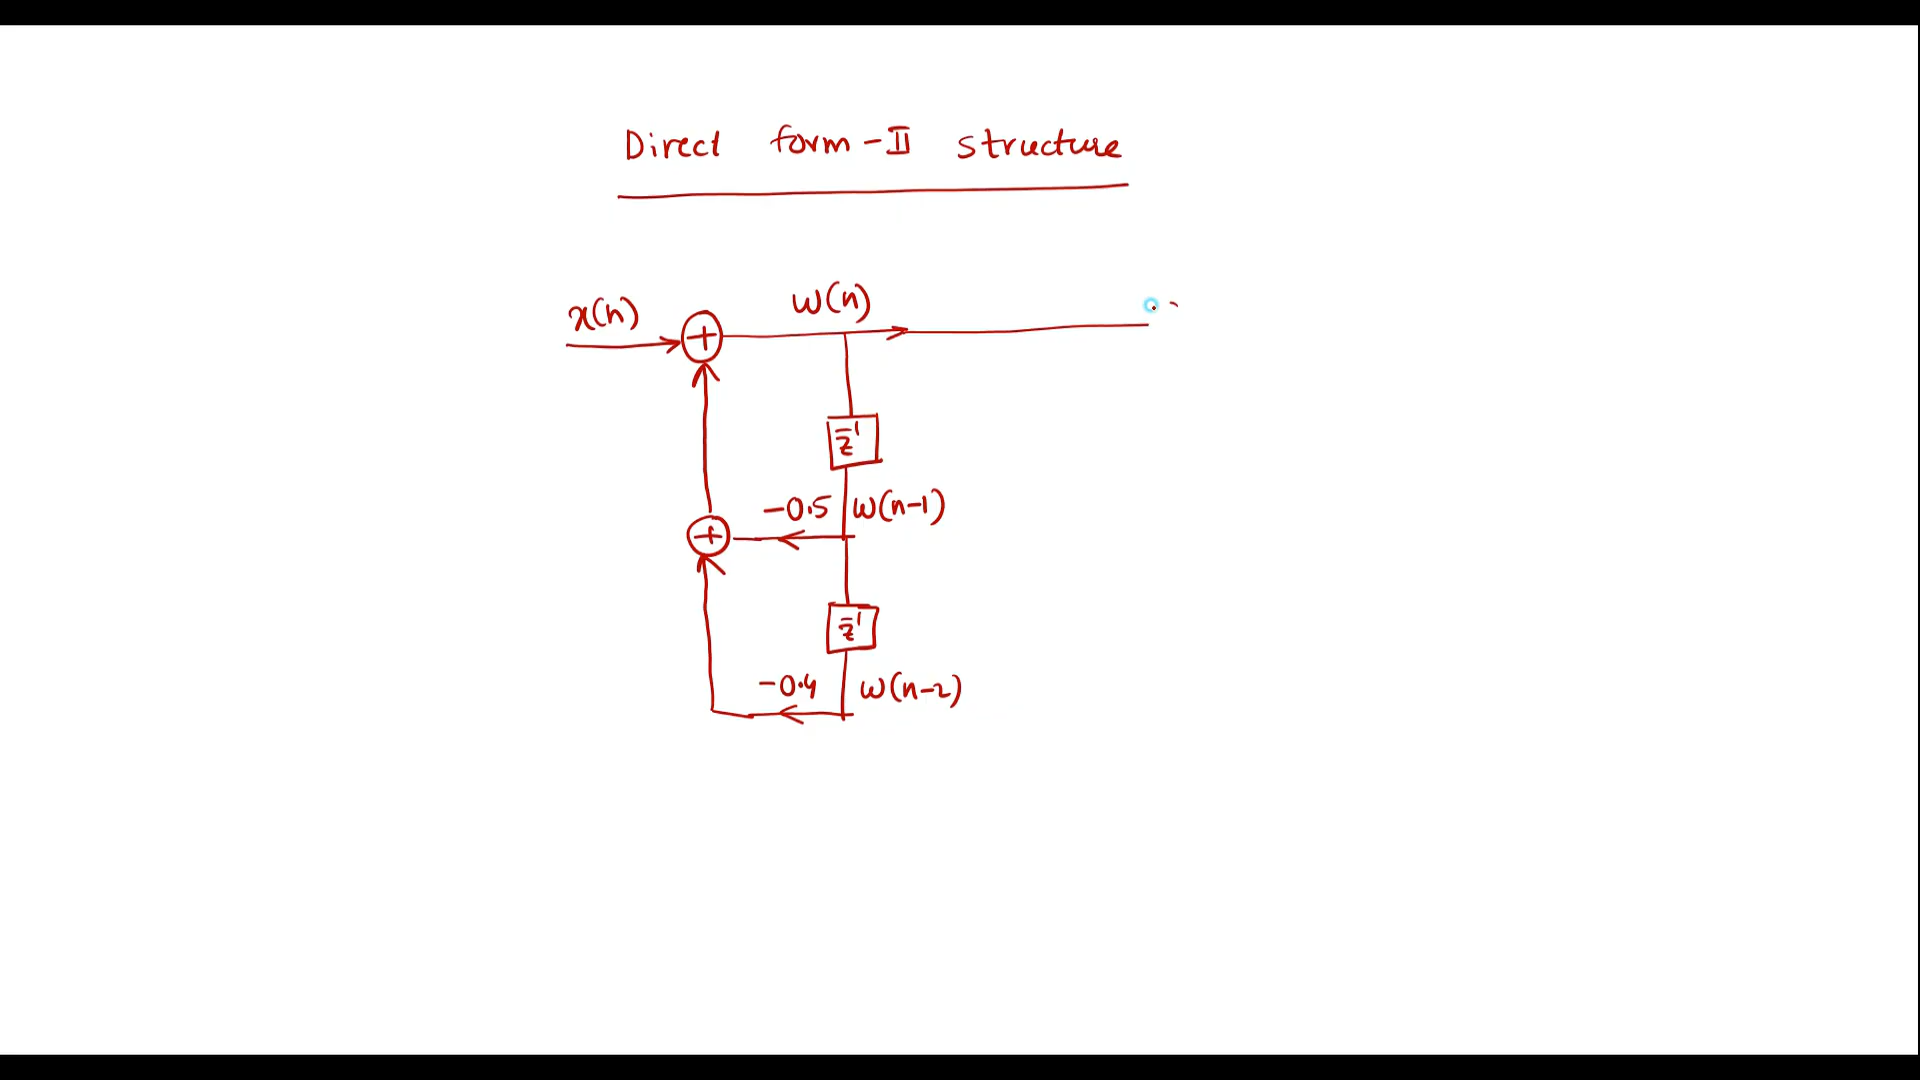 Direct form-II structure
x(n)
w(n)
+
z⁻¹
-0.5 w(n-1)
+
z⁻¹
-0.4 w(n-2)